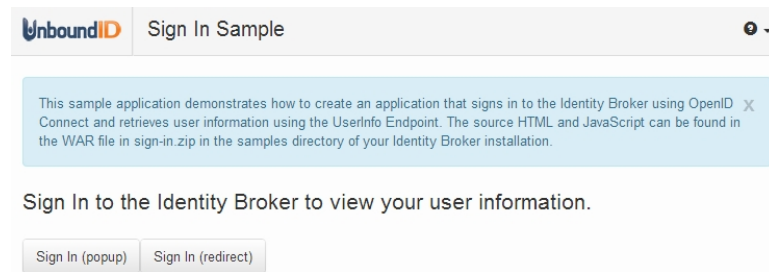 UnboundID Sign In Sample
This sample application demonstrates how to create an application that signs in to the Identity Broker using OpenID X
Connect and retrieves user information using the UserInfo Endpoint. The source HTML and JavaScript can be found in
the WAR file in sign-in.zip in the samples directory of your Identity Broker installation.
Sign In to the Identity Broker to view your user information.
Sign In (popup) Sign In (redirect)